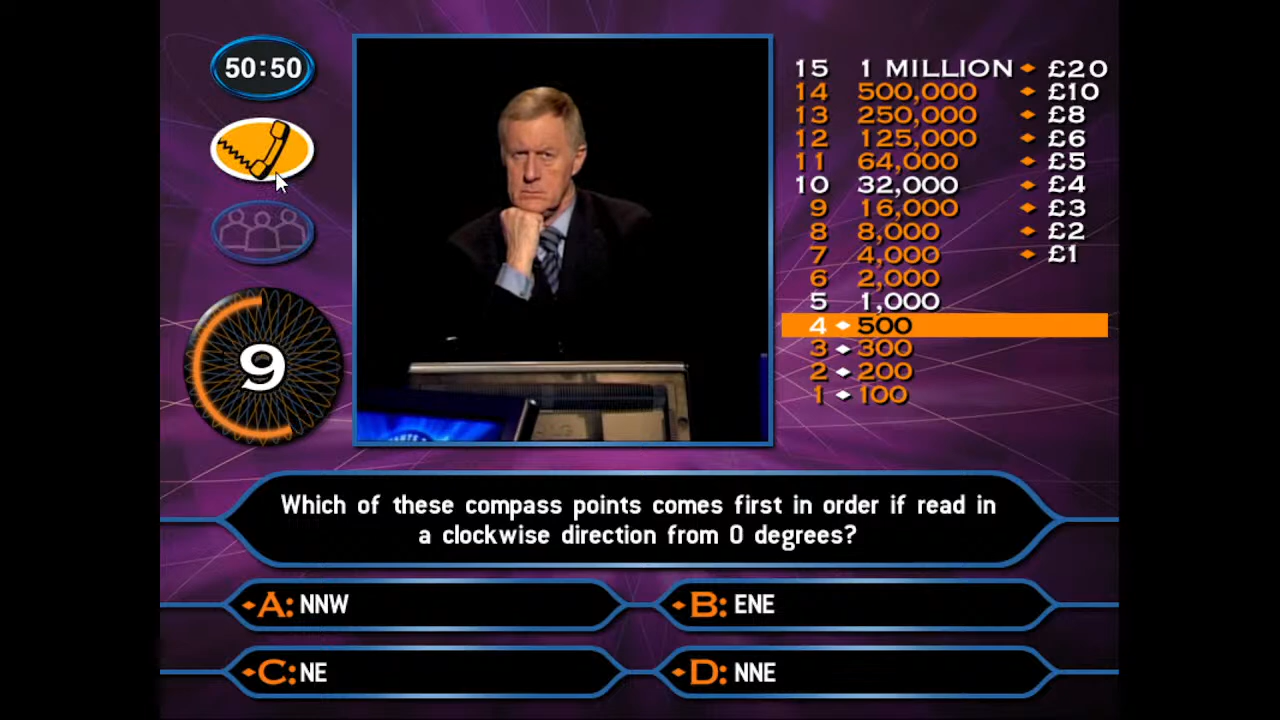 50:50
15 1 MILLION £20
14 500,000 £10
13 250,000 £8
12 125,000 £6
11 64,000 £5
10 32,000 £4
9 16,000 £3
8 8,000 £2
7 4,000 £1
6 2,000
5 1,000
4 500
3 300
2 200
1 100
9
Which of these compass points comes first in order if read in
a clockwise direction from 0 degrees?
A: NNW
B: ENE
C: NE
D: NNE